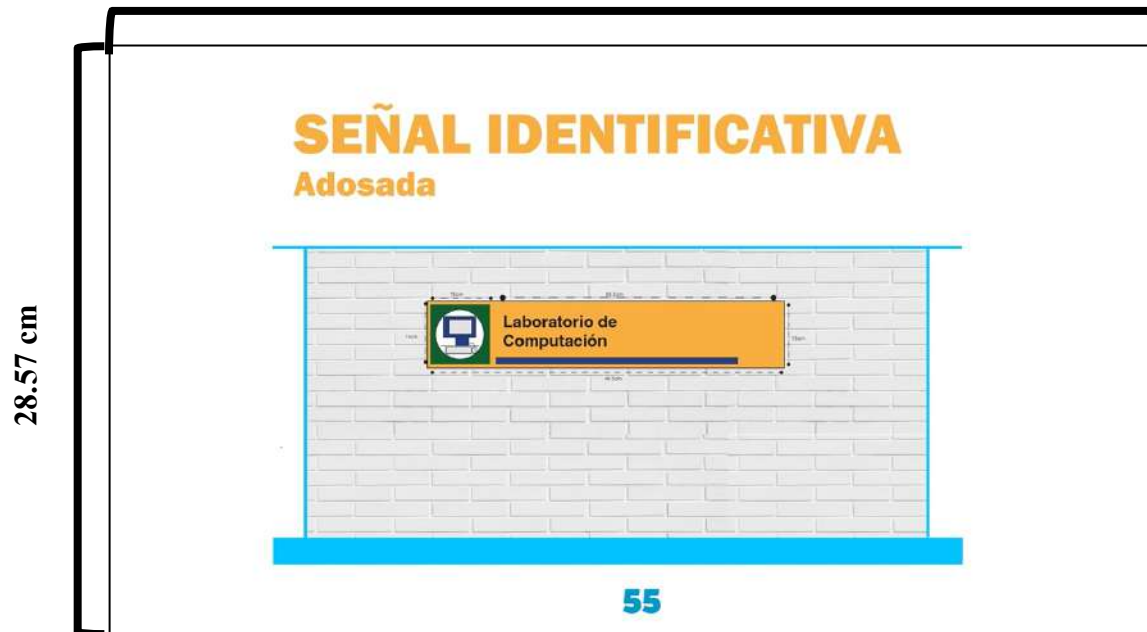 SEÑAL IDENTIFICATIVA
Adosada
28.57 cm
Laboratorio de
Computación
55